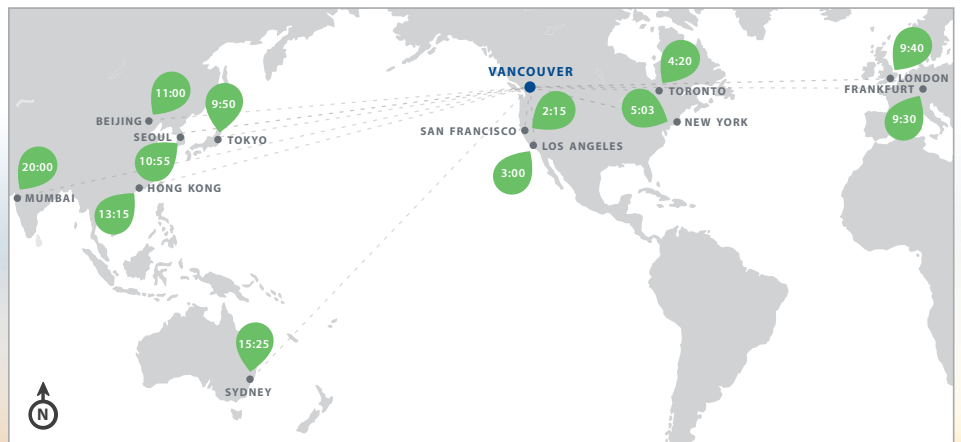 9:40
4:20
VANCOUVER
LONDON
FRANKFURT
TORONTO
11:00
9:50
2:15
5:03
9:30
BEIJING
SEOUL
TOKYO
SAN FRANCISCO
NEW YORK
LOS ANGELES
10:55
20:00
3:00
HONG KONG
MUMBAI
13:15
15:25
SYDNEY
N